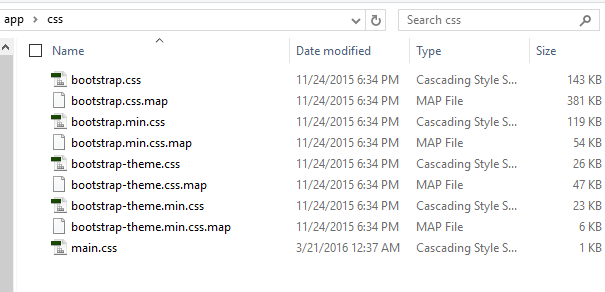 app > css
Search css
Name Date modified Type Size
bootstrap.css 11/24/2015 6:34 PM Cascading Style S... 143 KB
bootstrap.css.map 11/24/2015 6:34 PM MAP File 381 KB
bootstrap.min.css 11/24/2015 6:34 PM Cascading Style S... 119 KB
bootstrap.min.css.map 11/24/2015 6:34 PM MAP File 54 KB
bootstrap-theme.css 11/24/2015 6:34 PM Cascading Style S... 26 KB
bootstrap-theme.css.map 11/24/2015 6:34 PM MAP File 47 KB
bootstrap-theme.min.css 11/24/2015 6:34 PM Cascading Style S... 23 KB
bootstrap-theme.min.css.map 11/24/2015 6:34 PM MAP File 6 KB
main.css 3/21/2016 12:37 AM Cascading Style S... 1 KB